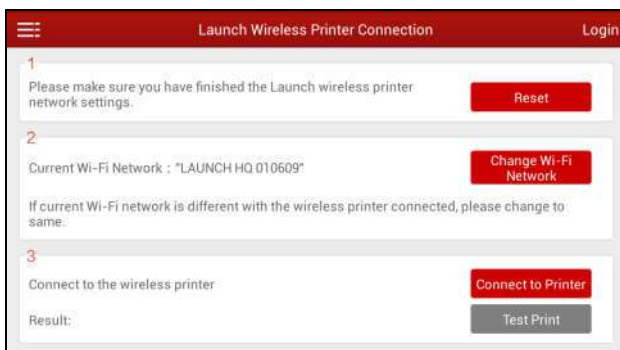 Launch Wireless Printer Connection
Login
1
Please make sure you have finished the Launch wireless printer
network settings.
Reset
2
Current Wi-Fi Network : "LAUNCH HQ 010609"
Change Wi-Fi
Network
If current Wi-Fi network is different with the wireless printer connected, please change to
same.
3
Connect to the wireless printer
Connect to Printer
Result:
Test Print